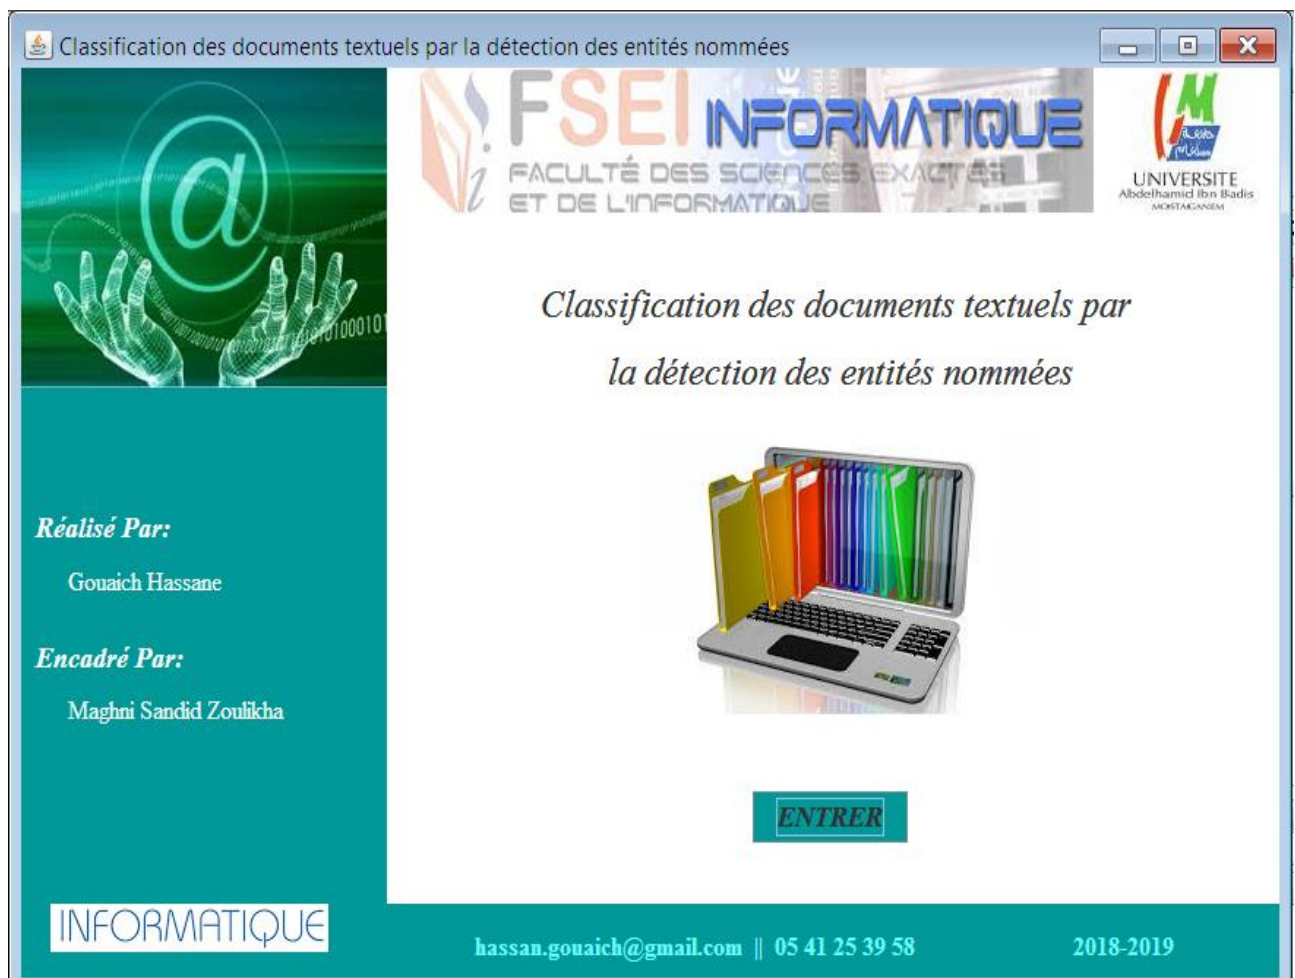 Classification des documents textuels par la détection des entités nommées
FSEI INFORMATIQUE
FACULTÉ DES SCIENCES EXACTES
ET DE L'INFORMATIQUE
UNIVERSITE
Abdelhamid Ibn Badis
MOSTAGANEM
@
Classification des documents textuels par
la détection des entités nommées
Réalisé Par:
Gouaich Hassane
Encadré Par:
Maghni Sandid Zoulikha
ENTRER
INFORMATIQUE
hassan.gouaich@gmail.com || 05 41 25 39 58
2018-2019